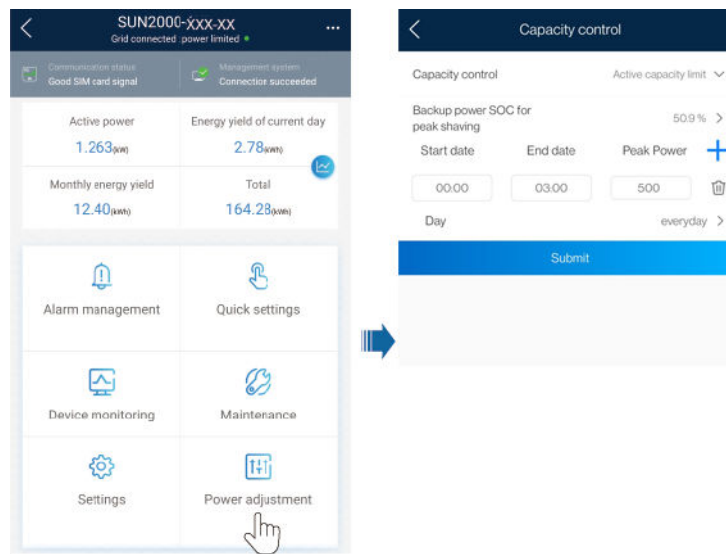 SUN2000-XXX-XX
Grid connected :power limited
Communication status
Good SIM card signal
Management system
Connection succeeded
Active power
1.263(kW)
Energy yield of current day
2.78(kWh)
Monthly energy yield
12.40(kWh)
Total
164.28(kWh)
Alarm management
Quick settings
Device monitoring
Maintenance
Settings
Power adjustment
Capacity control
Capacity control
Active capacity limit
Backup power SOC for
peak shaving
50.9 %
Start date
End date
Peak Power
00:00
03:00
500
Day
everyday
Submit